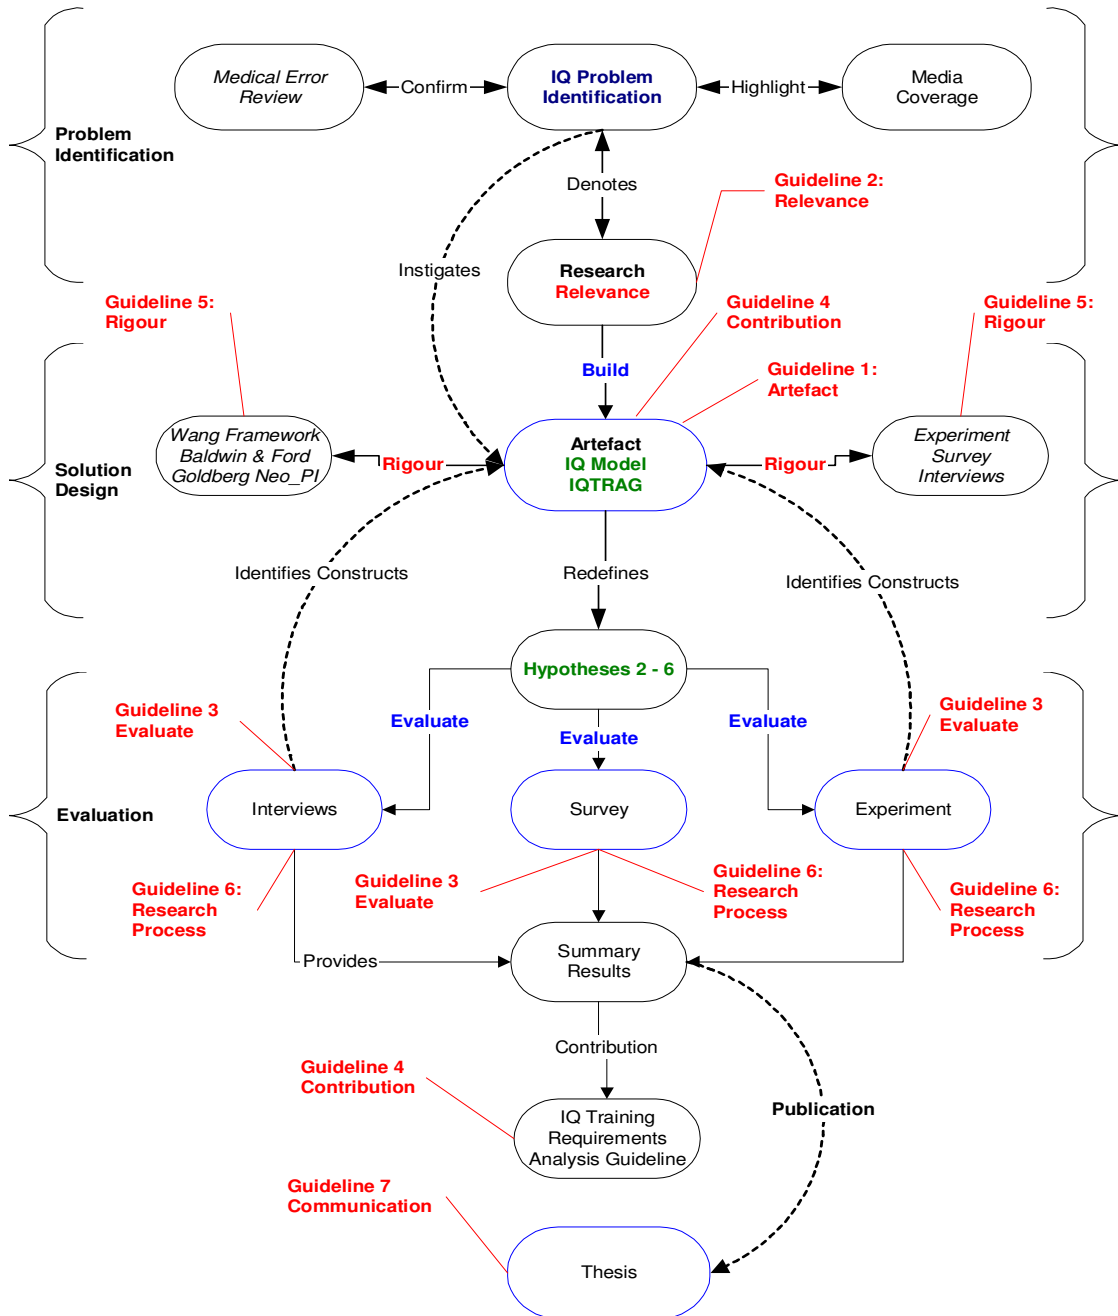 Medical Error
Review
Confirm
IQ Problem
Identification
Highlight
Media
Coverage
Problem
Identification
Denotes
Guideline 2:
Relevance
Instigates
Research
Relevance
Guideline 5:
Rigour
Guideline 4
Contribution
Guideline 5:
Rigour
Build
Guideline 1:
Artefact
Solution
Design
Wang Framework
Baldwin & Ford
Goldberg Neo_PI
Rigour
Artefact
IQ Model
IQTRAG
Rigour
Experiment
Survey
Interviews
Identifies Constructs
Redefines
Identifies Constructs
Hypotheses 2 - 6
Guideline 3
Evaluate
Evaluate
Evaluate
Evaluate
Guideline 3
Evaluate
Evaluation
Interviews
Survey
Experiment
Guideline 6:
Research
Process
Guideline 3
Evaluate
Guideline 6:
Research
Process
Guideline 6:
Research
Process
Provides
Summary
Results
Contribution
Guideline 4
Contribution
Publication
IQ Training
Requirements
Analysis Guideline
Guideline 7
Communication
Thesis